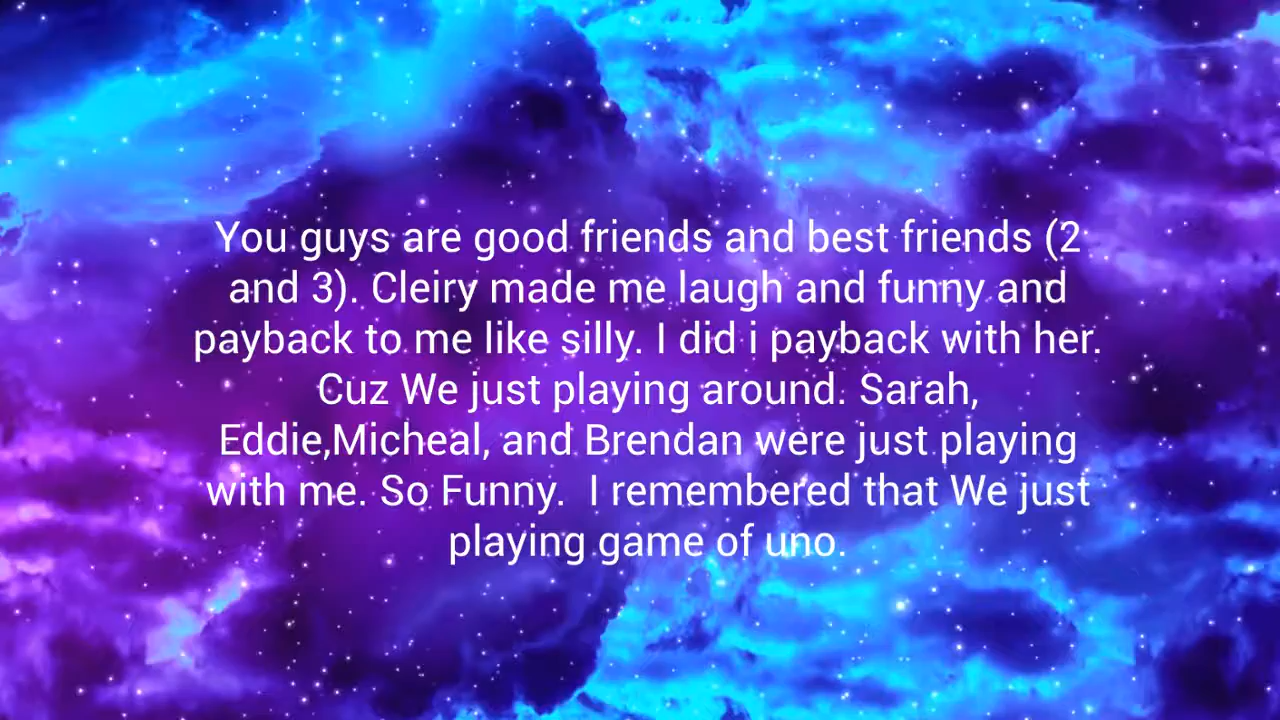 You guys are good friends and best friends (2
and 3). Cleiry made me laugh and funny and
payback to me like silly. I did i payback with her.
Cuz We just playing around. Sarah,
Eddie,Micheal, and Brendan were just playing
with me. So Funny.  I remembered that We just
playing game of uno.